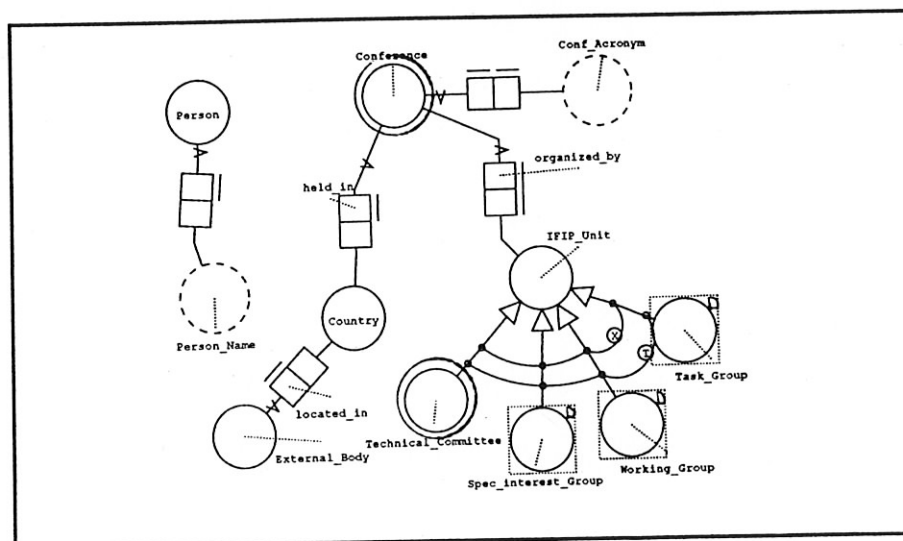 Conference
Conf_Acronym
Person
organized_by
held_in
IFIP_Unit
Person_Name
Country
X
T
Task_Group
located_in
Technical_Committee
External_Body
Working_Group
Spec_interest_Group